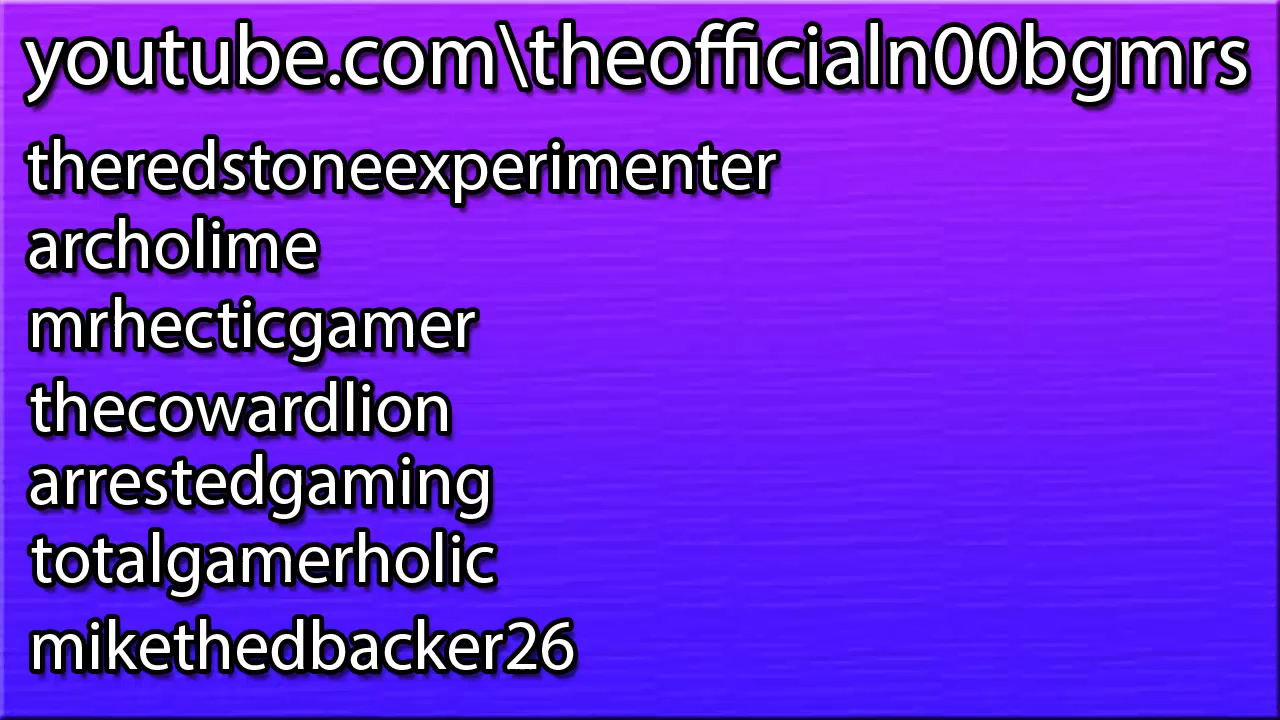 youtube.com\theofficialn00bgmrs
theredstoneexperimenter
archolime
mrhecticgamer
thecowardlion
arrestedgaming
totalgamerholic
mikethedbacker26